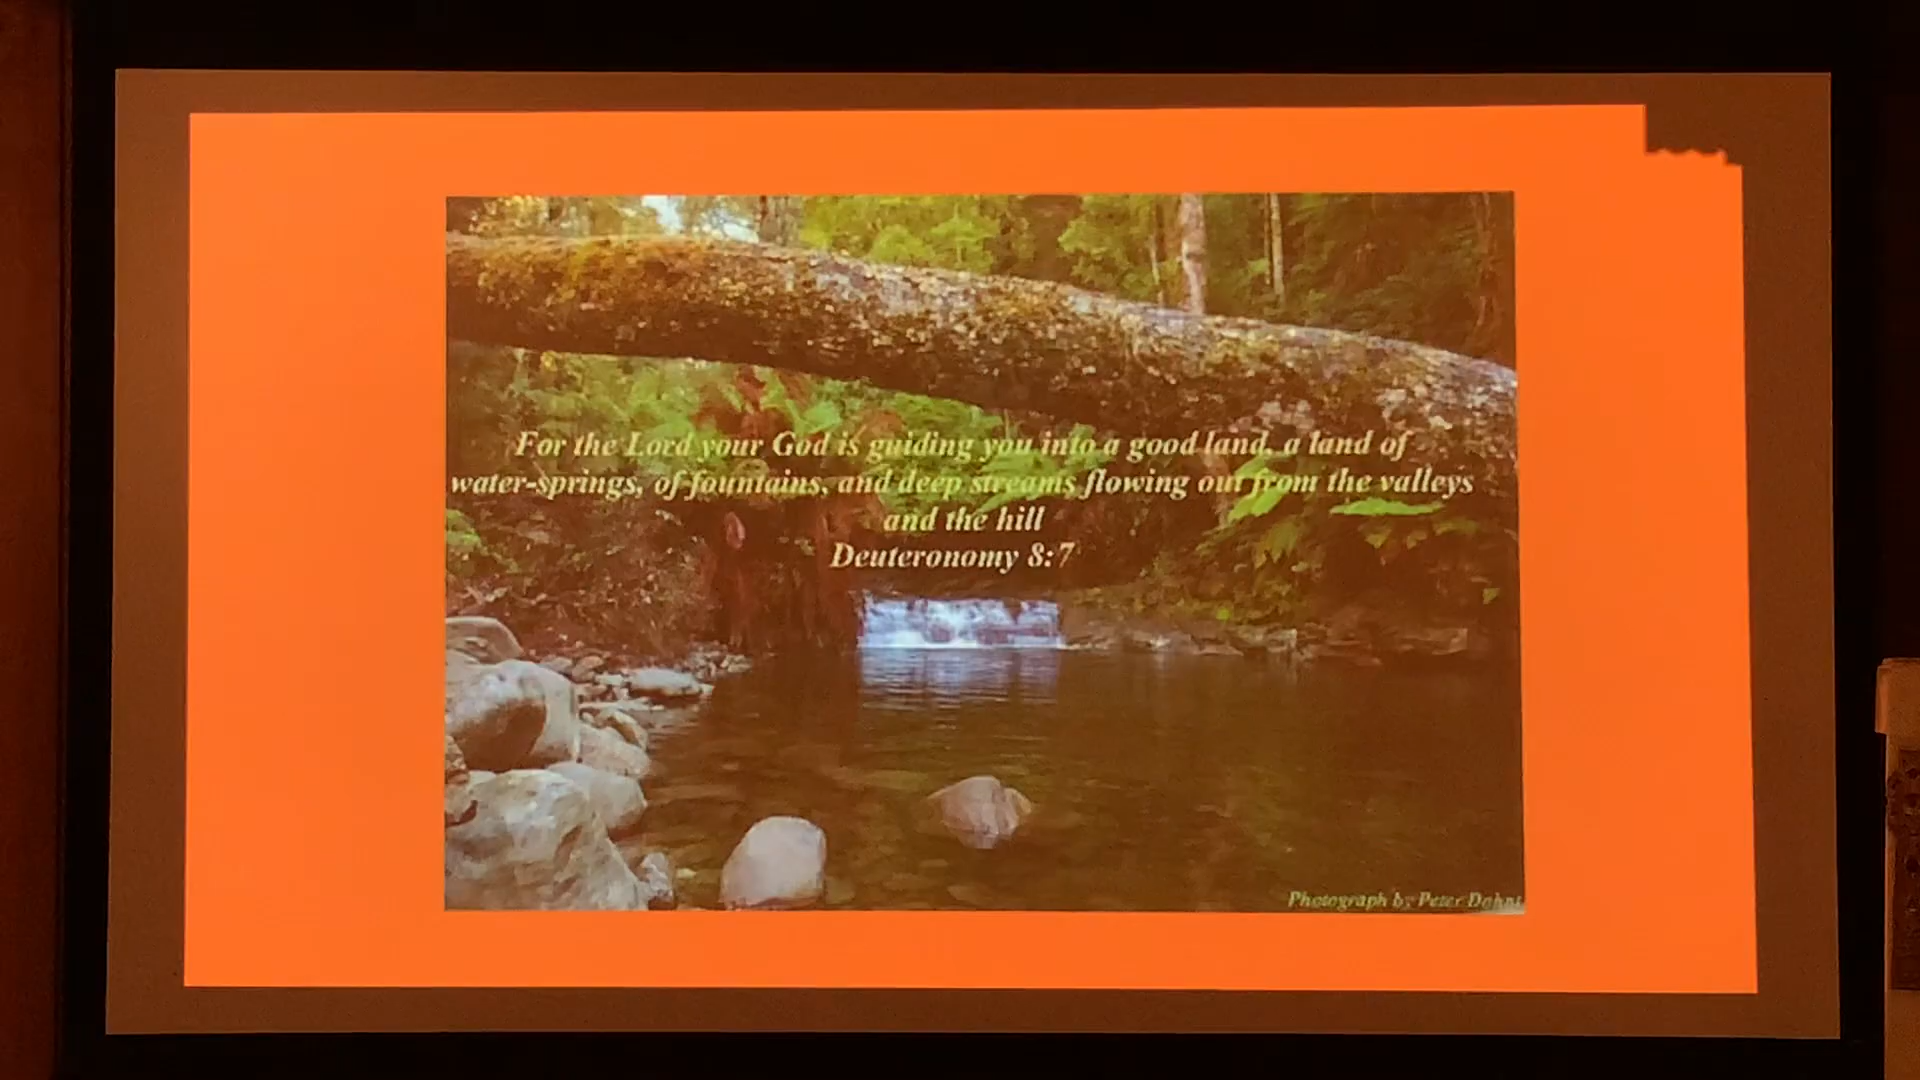 For the Lord your God is guiding you into a good land, a land of
water-springs, of fountains, and deep streams flowing out from the valleys
and the hill
Deuteronomy 8:7
Photograph by Peter